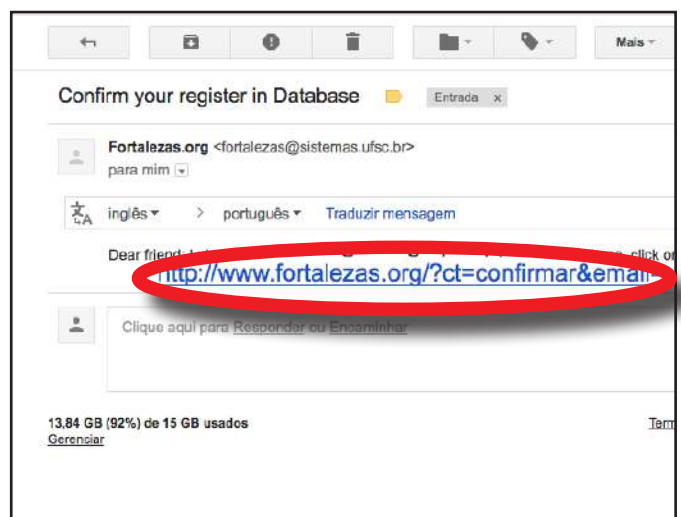 Mais
Confirm your register in Database Entrada x
Fortalezas.org <fortalezas@sistemas.ufsc.br>
para mim
inglês > português Traduzir mensagem
Dear friend click
http://www.fortalezas.org/?ct=confirmar&email=
Clique aqui para Responder ou Encaminhar
13,84 GB (92%) de 15 GB usados
Gerenciar